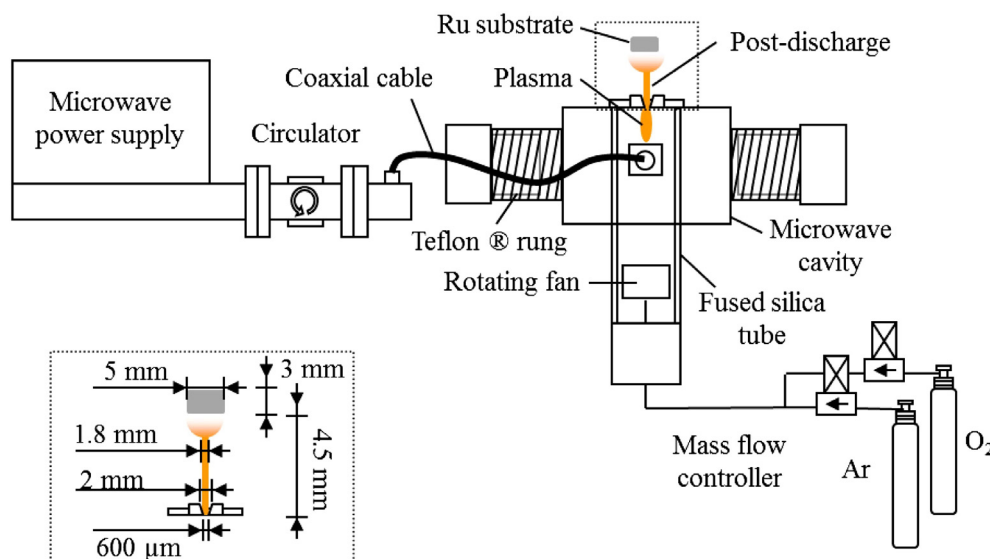 Ru substrate
Post-discharge
Coaxial cable
Plasma
Microwave
power supply
Circulator
Teflon ® rung
Microwave
cavity
Rotating fan
Fused silica
tube
5 mm
3 mm
1.8 mm
4.5 mm
2 mm
600 µm
Mass flow
controller
Ar
O₂